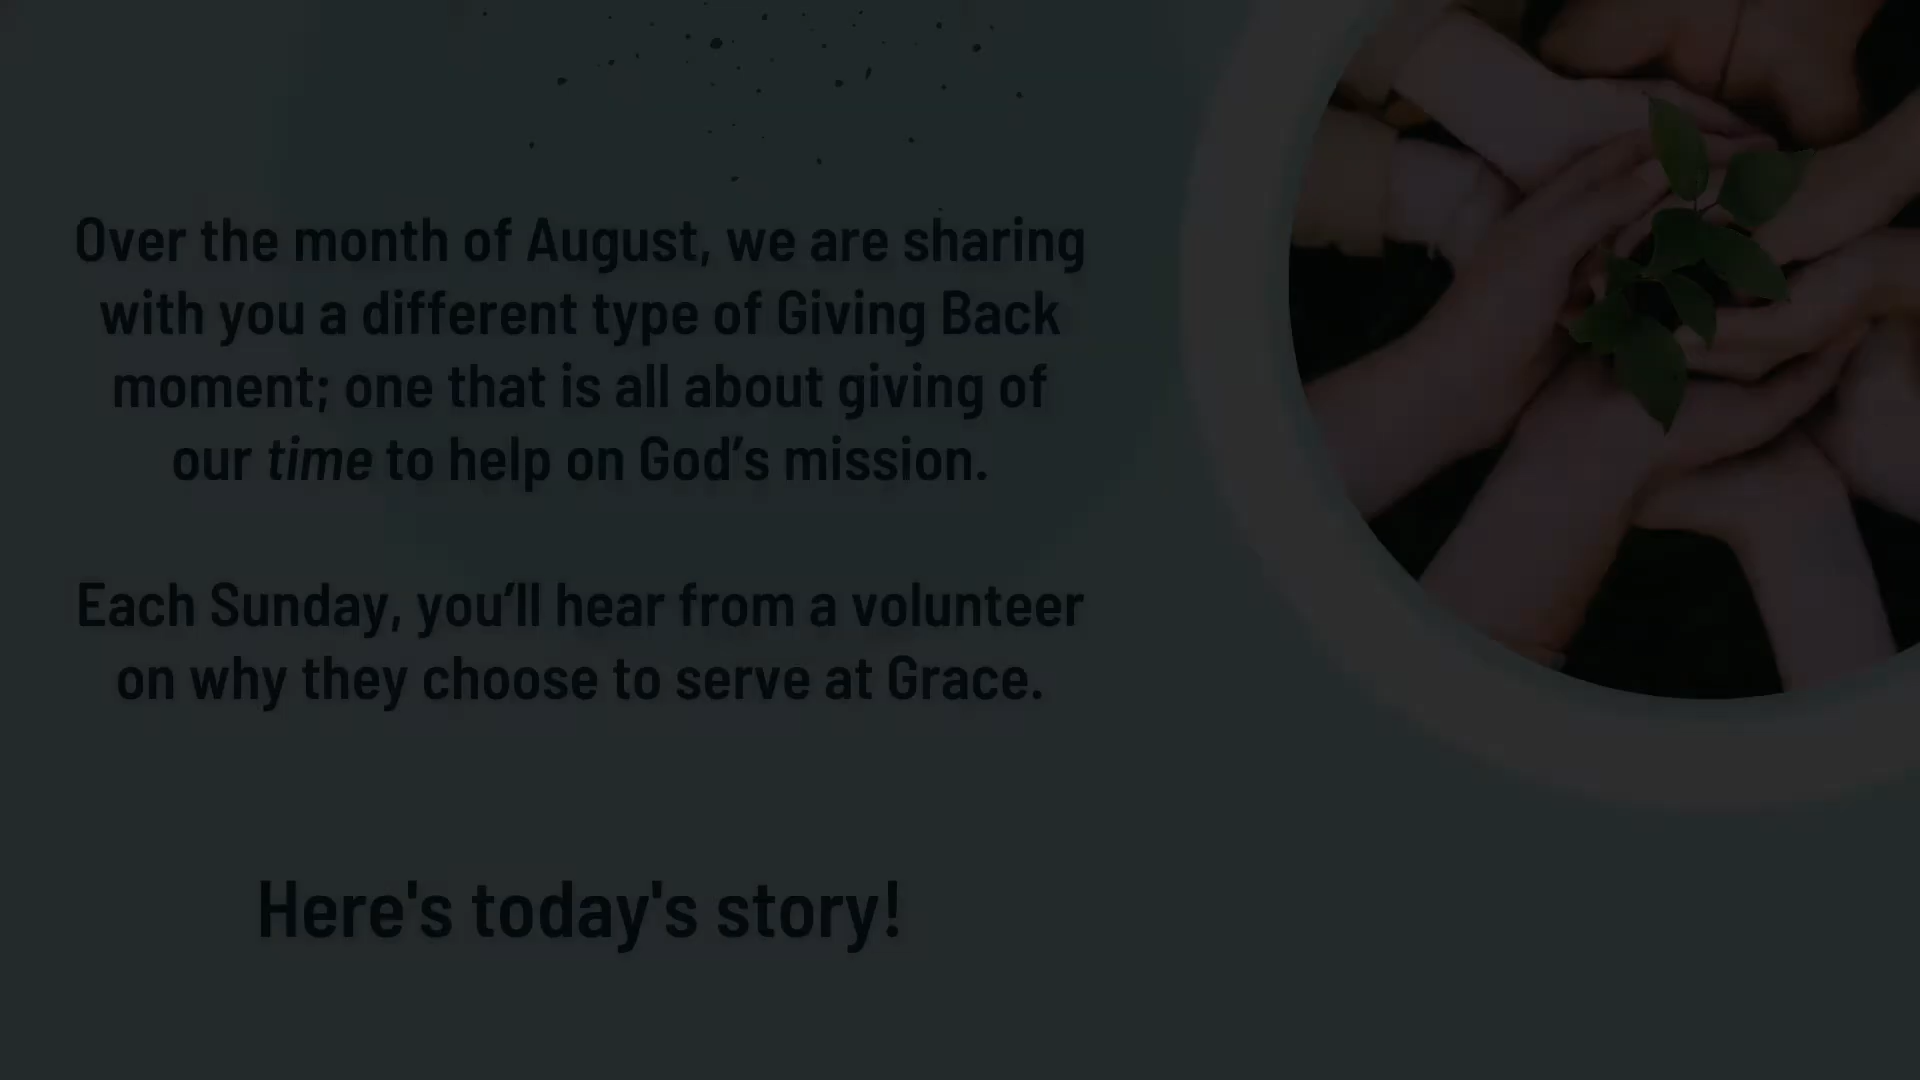 Over the month of August, we are sharing
with you a different type of Giving Back
moment; one that is all about giving of
our time to help on God’s mission.
Each Sunday, you’ll hear from a volunteer
on why they choose to serve at Grace.
Here's today's story!